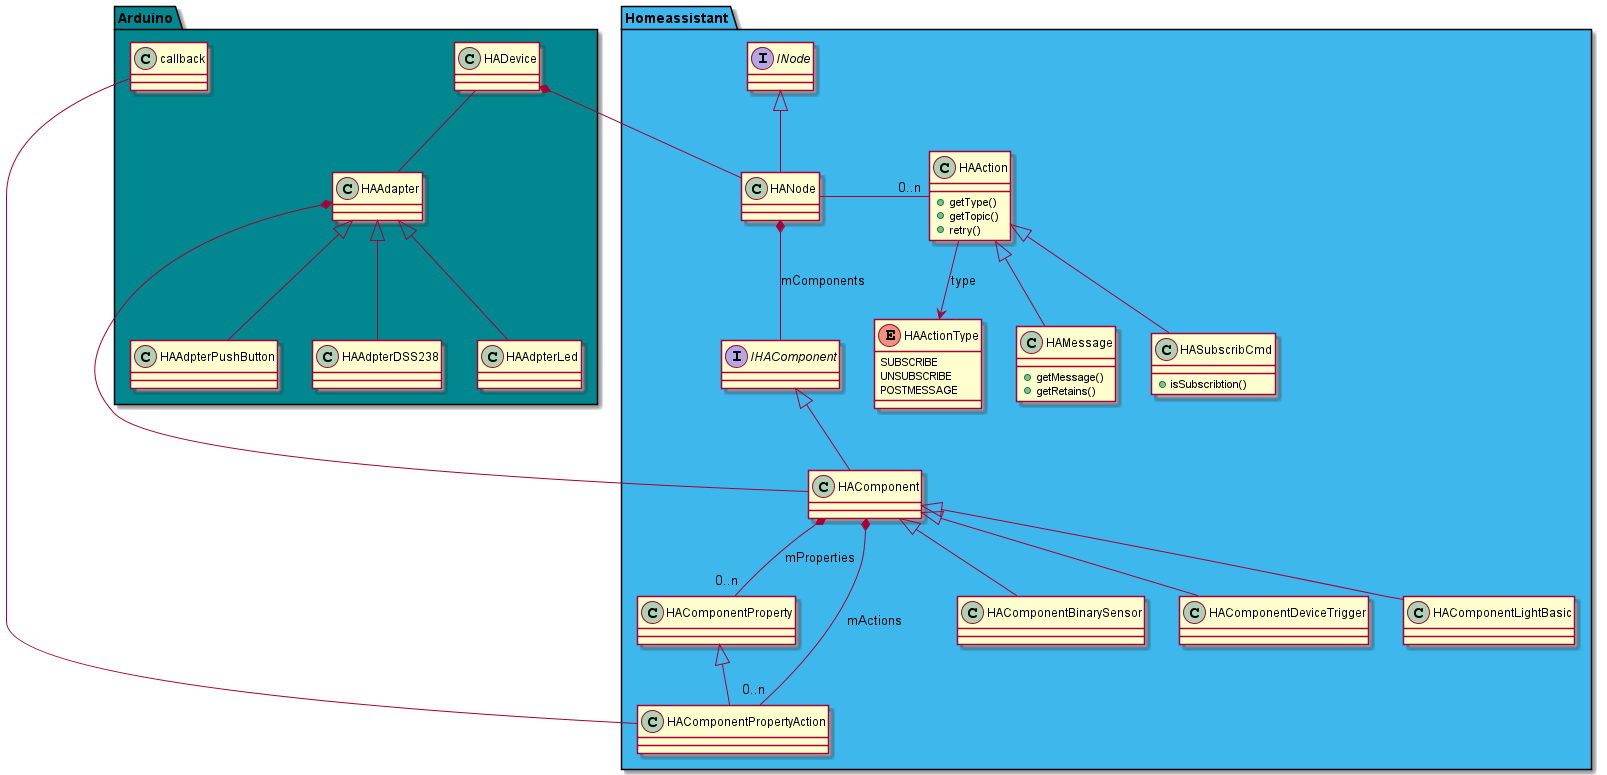 Arduino
Homeassistant
C callback
C HADevice
I INode
C HAAction
getType()
getTopic()
retry()
C HAAdapter
C HANode
0..n
mComponents
type
C HAAdpterPushButton
C HAAdpterDSS238
C HAAdpterLed
I IHAComponent
E HAActionType
SUBSCRIBE
UNSUBSCRIBE
POSTMESSAGE
C HAMessage
getMessage()
getRetains()
C HASubscribCmd
isSubscribtion()
C HAComponent
mProperties
0..n
C HAComponentProperty
mActions
C HAComponentBinarySensor
C HAComponentDeviceTrigger
C HAComponentLightBasic
0..n
C HAComponentPropertyAction